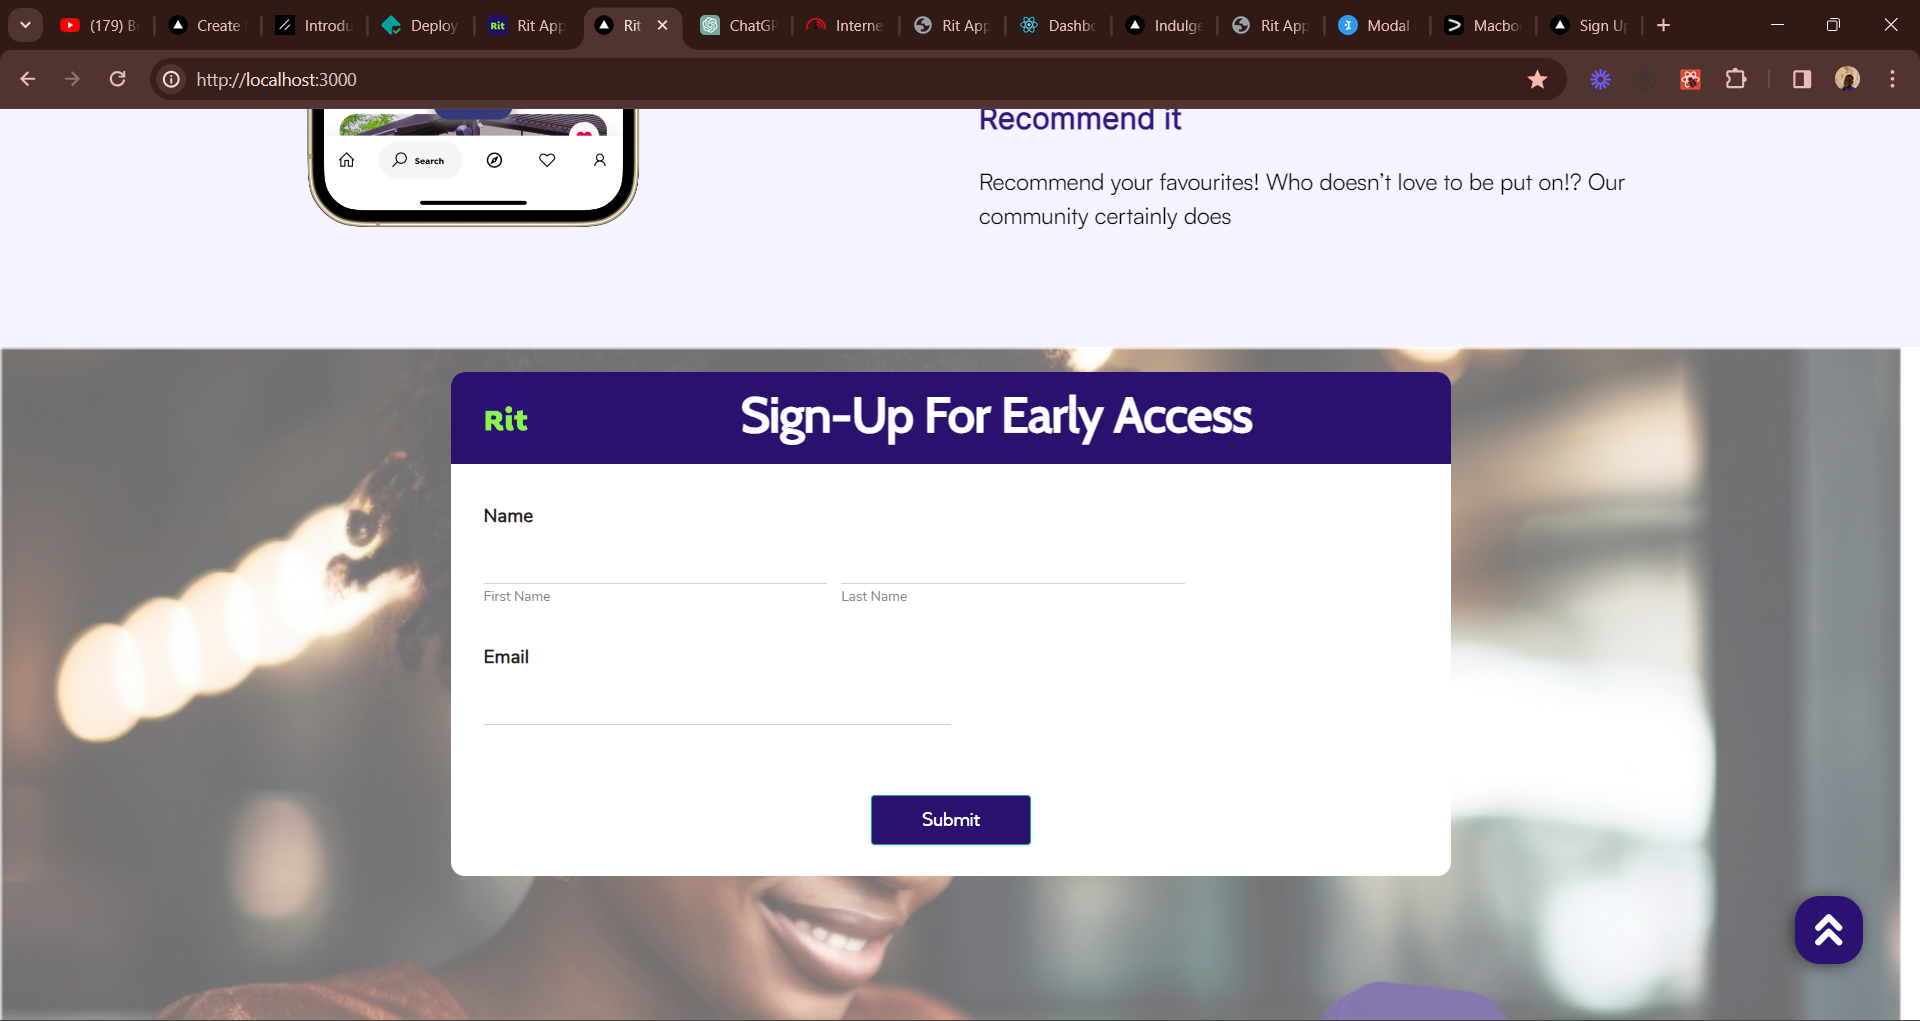 (179) B
Create
Introdu
Deploy
Rit
Rit App
Rit
ChatGP
Interne
Rit App
Dashbo
Indulge
Rit App
Modal
Macbo
Sign Up
http://localhost:3000
Search
Recommend it
Recommend your favourites! Who doesn’t love to be put on!? Our
community certainly does
Rit
Sign-Up For Early Access
Name
First Name
Last Name
Email
Submit